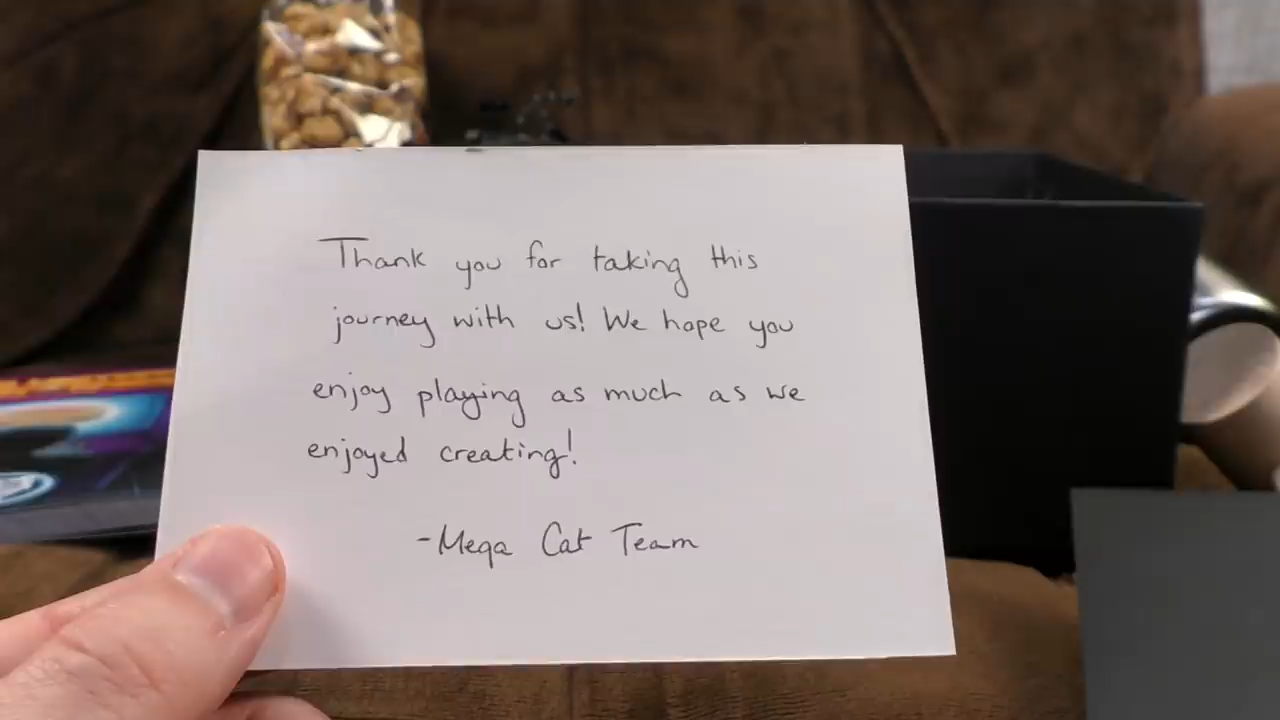 Thank you for taking this
journey with us! We hope you
enjoy playing as much as we
enjoyed creating!
-Mega Cat Team